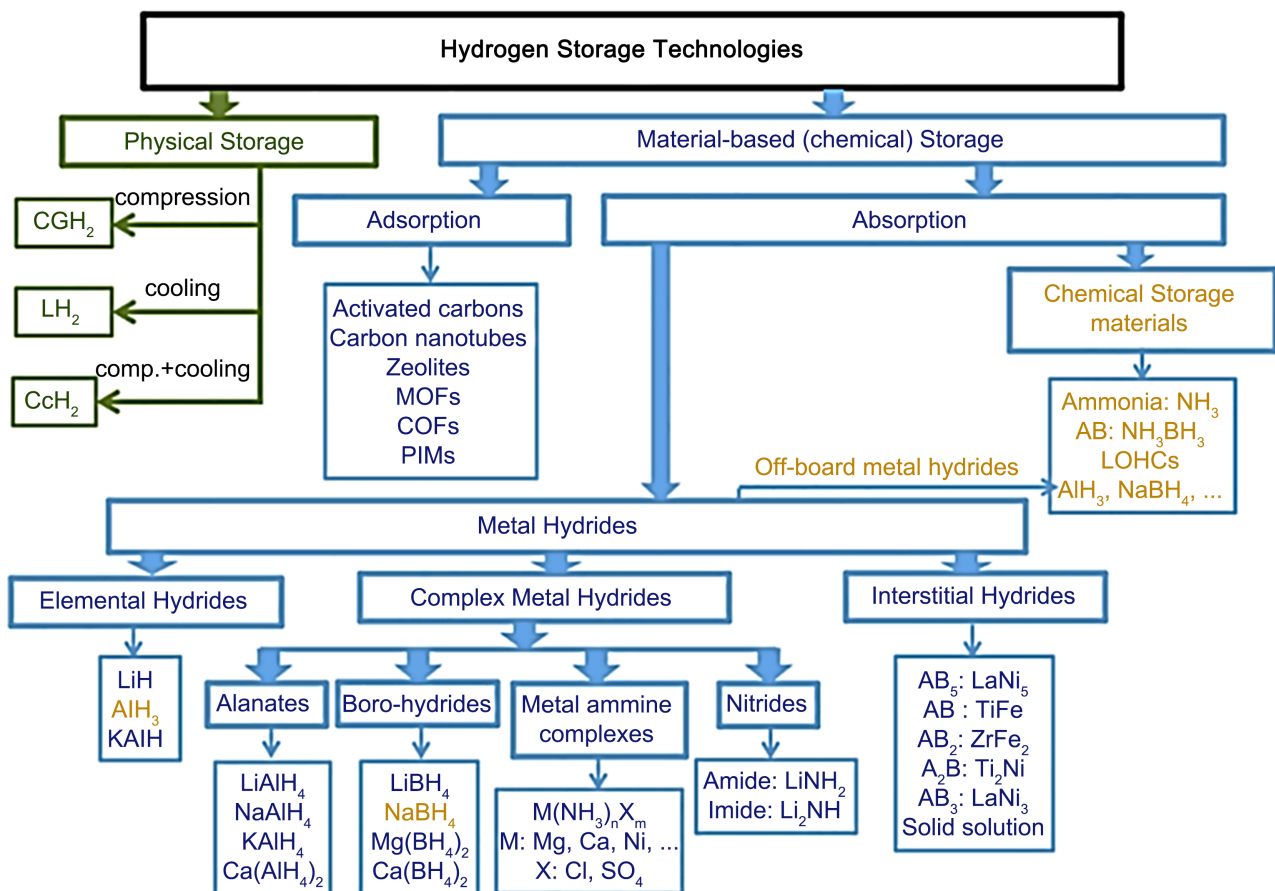 Hydrogen Storage Technologies
Physical Storage
Material-based (chemical) Storage
compression
CGH₂
cooling
LH₂
comp.+cooling
CcH₂
Adsorption
Absorption
Activated carbons
Carbon nanotubes
Zeolites
MOFs
COFs
PIMs
Chemical Storage
materials
Ammonia: NH₃
AB: NH₃BH₃
LOHCs
AlH₃, NaBH₄, ...
Off-board metal hydrides
Metal Hydrides
Elemental Hydrides
Complex Metal Hydrides
Interstitial Hydrides
LiH
AlH₃
KAlH
Alanates
Boro-hydrides
Metal ammine
complexes
Nitrides
LiAlH₄
NaAlH₄
KAlH₄
Ca(AlH₄)₂
LiBH₄
NaBH₄
Mg(BH₄)₂
Ca(BH₄)₂
M(NH₃)ₙXₘ
M: Mg, Ca, Ni, ...
X: Cl, SO₄
Amide: LiNH₂
Imide: Li₂NH
AB₅: LaNi₅
AB : TiFe
AB₂: ZrFe₂
A₂B: Ti₂Ni
AB₃: LaNi₃
Solid solution